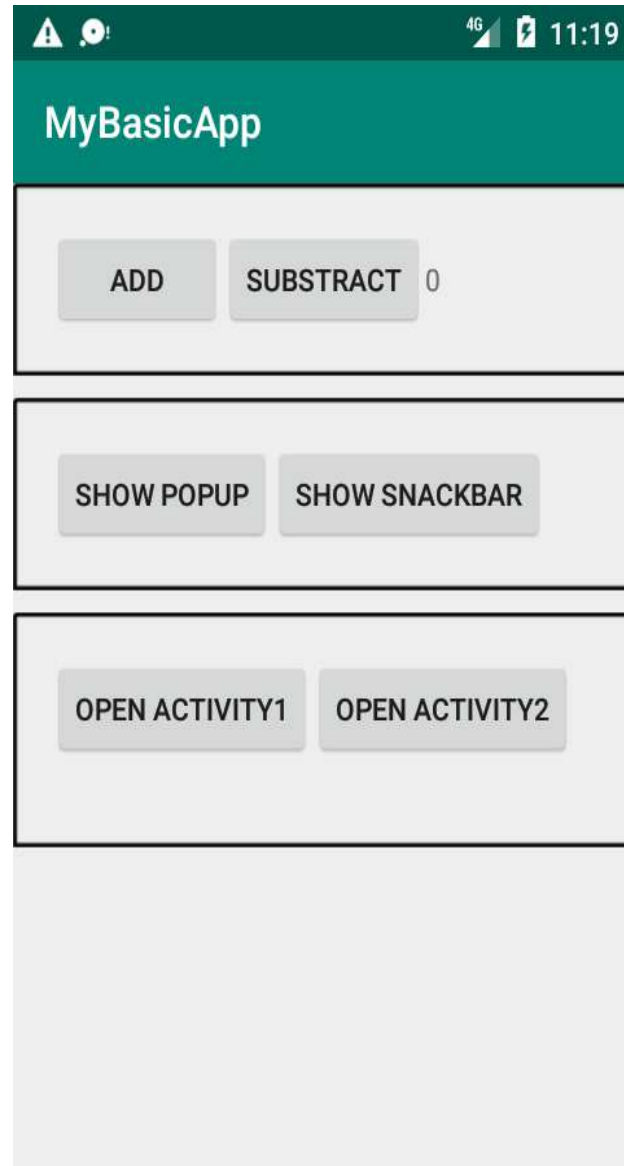 4G 11:19
MyBasicApp
ADD SUBSTRACT 0
SHOW POPUP SHOW SNACKBAR
OPEN ACTIVITY1 OPEN ACTIVITY2